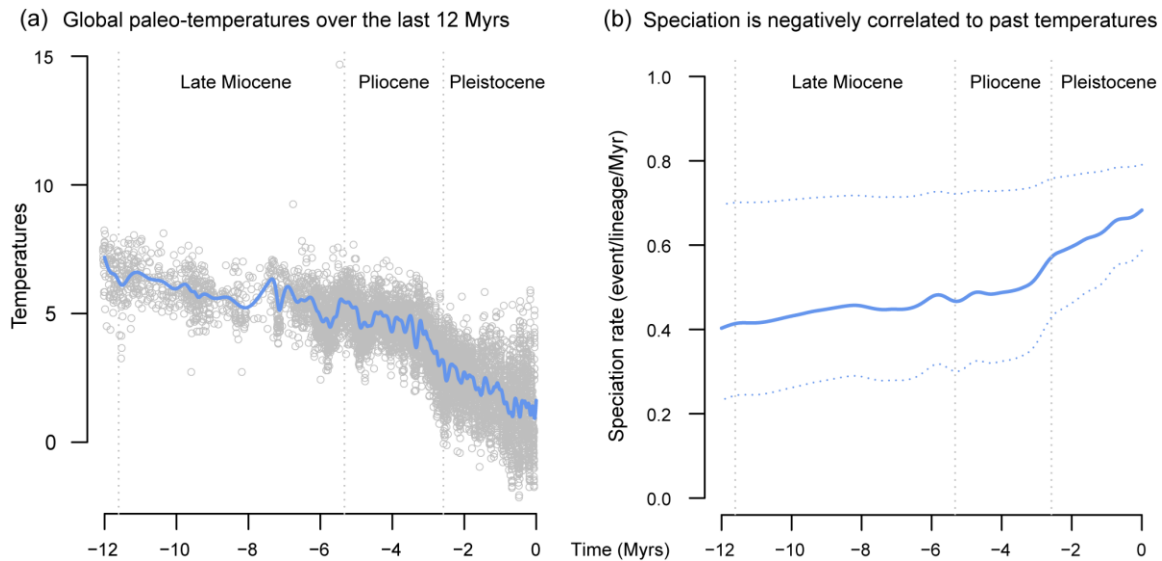 (a) Global paleo-temperatures over the last 12 Myrs
15
Late Miocene
Pliocene
Pleistocene
10
Temperatures
5
0
−12
−10
−8
−6
−4
−2
0
Time (Myrs)
(b) Speciation is negatively correlated to past temperatures
1.0
Late Miocene
Pliocene
Pleistocene
0.8
Speciation rate (event/lineage/Myr)
0.6
0.4
0.2
0.0
−12
−10
−8
−6
−4
−2
0